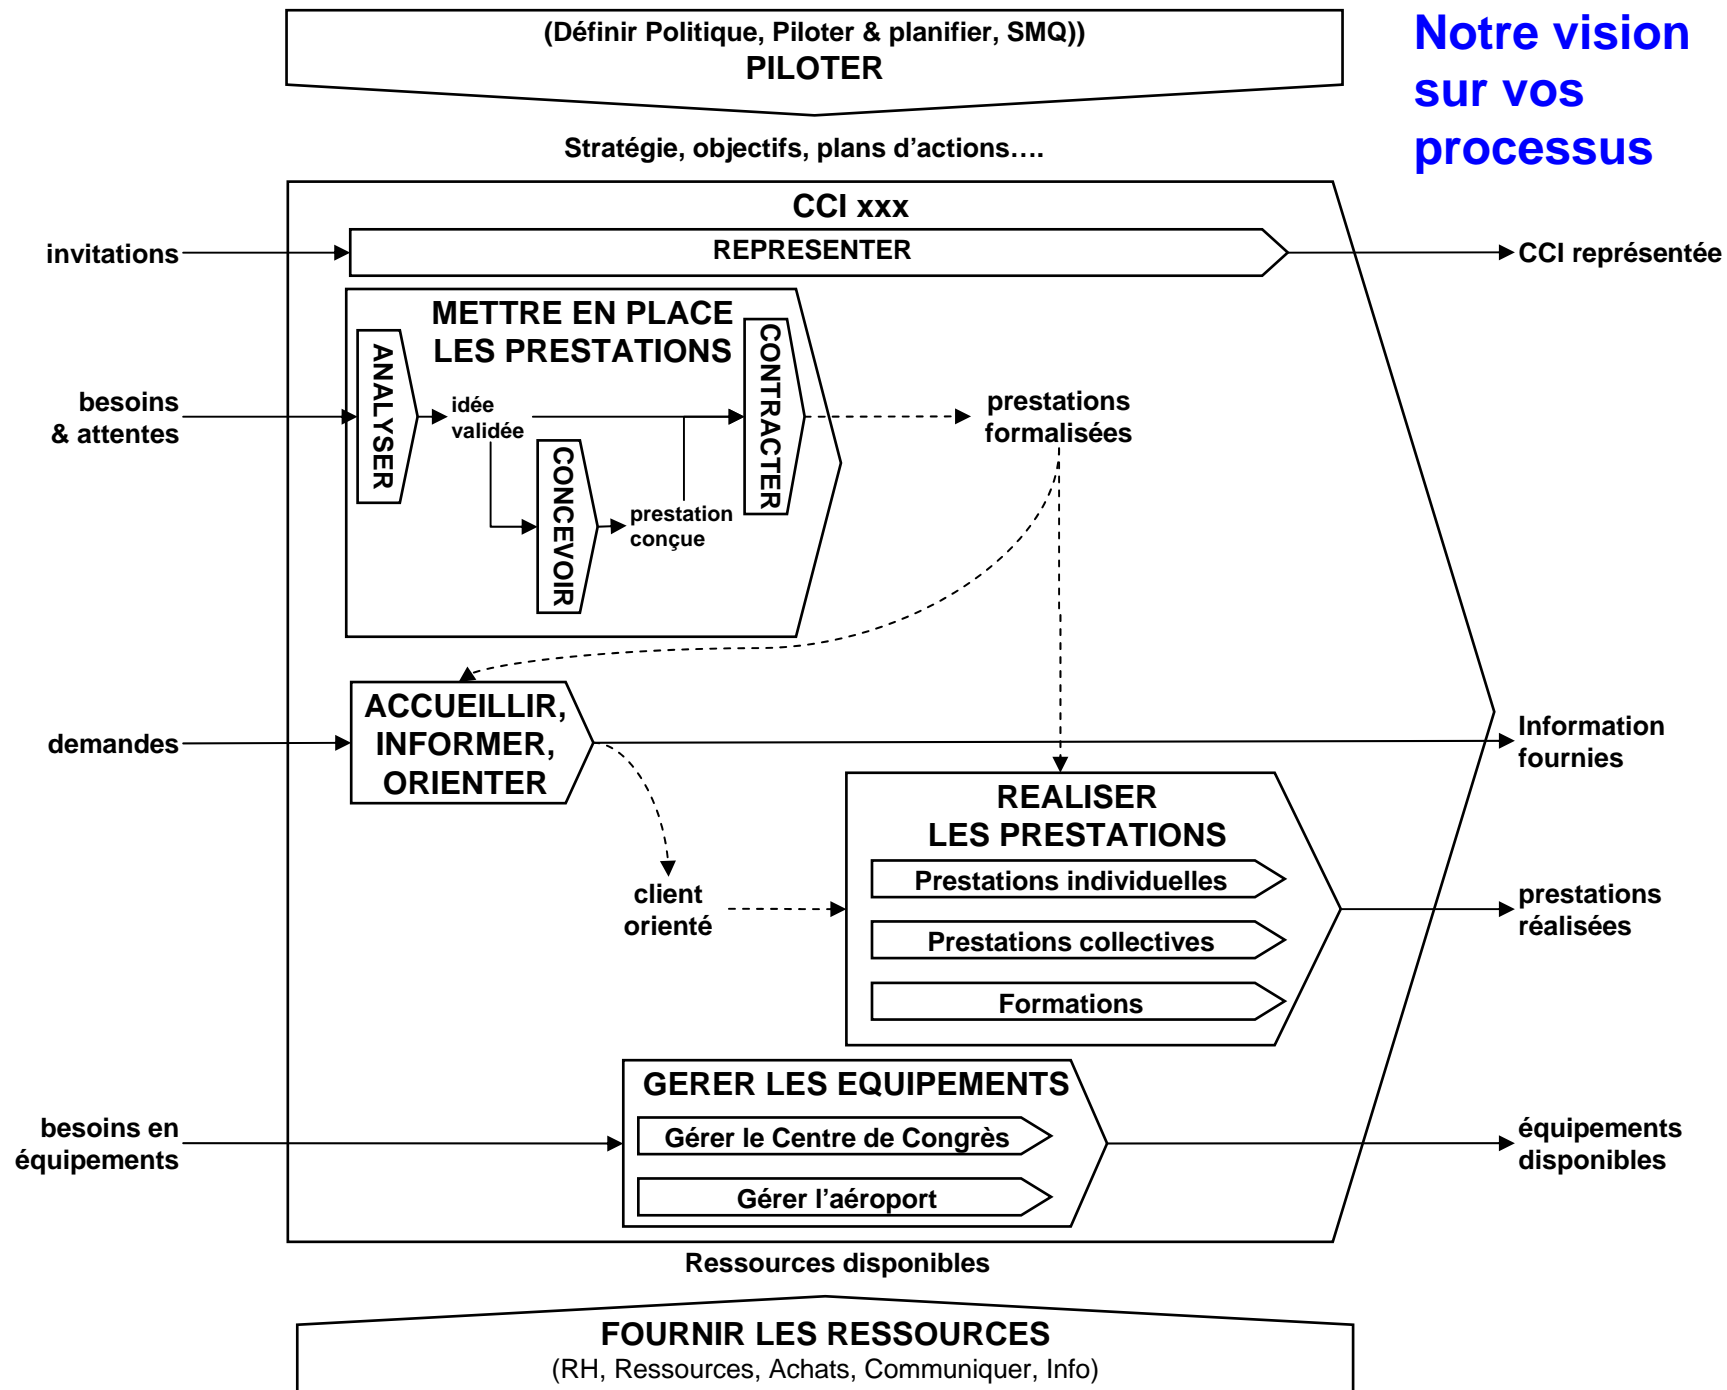 (Définir Politique, Piloter & planifier, SMQ))
PILOTER
Notre vision
sur vos
processus
Stratégie, objectifs, plans d’actions….
CCI xxx
invitations
REPRESENTER
CCI représentée
METTRE EN PLACE
LES PRESTATIONS
ANALYSER
CONTRACTER
besoins
& attentes
idée
validée
prestations
formalisées
CONCEVOIR
prestation
conçue
ACCUEILLIR,
INFORMER,
ORIENTER
demandes
Information
fournies
REALISER
LES PRESTATIONS
Prestations individuelles
client
orienté
prestations
réalisées
Prestations collectives
Formations
GERER LES EQUIPEMENTS
besoins en
équipements
Gérer le Centre de Congrès
équipements
disponibles
Gérer l’aéroport
Ressources disponibles
FOURNIR LES RESSOURCES
(RH, Ressources, Achats, Communiquer, Info)